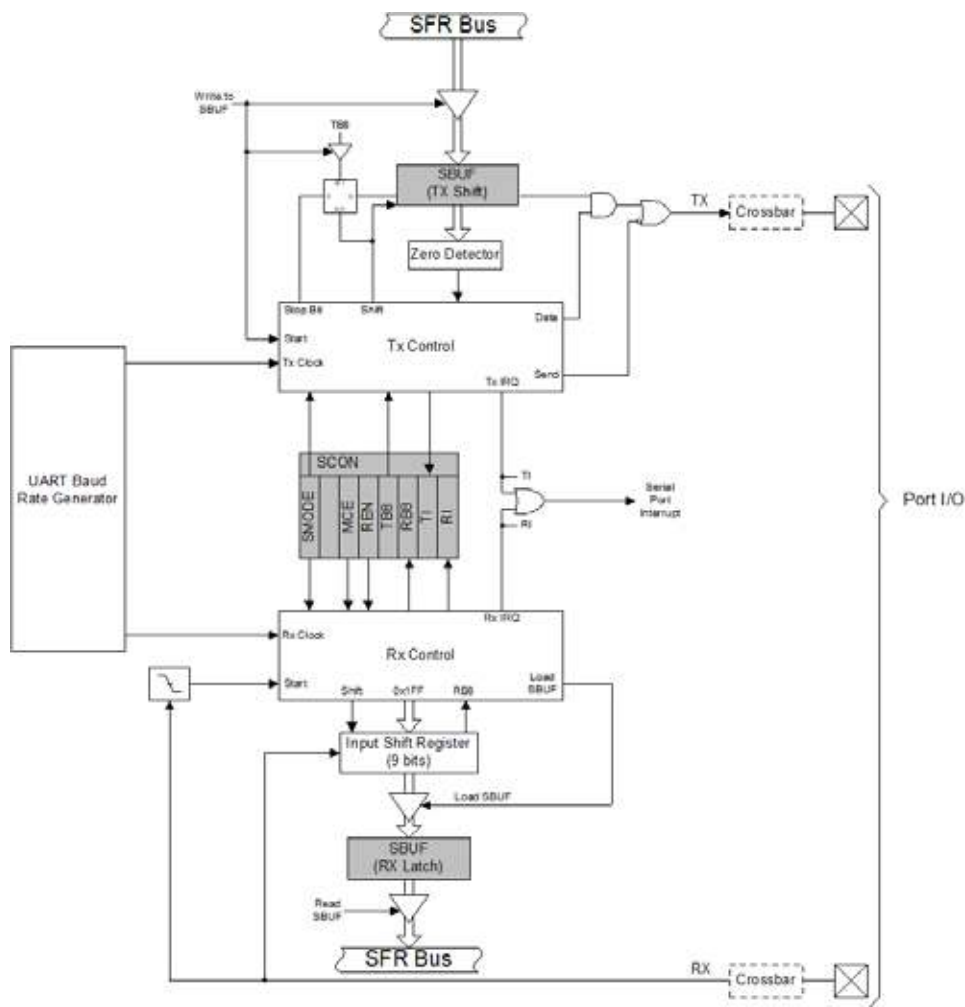 SFR Bus
Write to
SBUF
TB8
SBUF
(TX Shift)
TX
Crossbar
Zero Detector
Stop Bit
Shift
Data
Start
Tx Control
Tx Clock
Tx IRQ
Send
UART Baud
Rate Generator
SCON
SMODE
MCE
REN
TB8
RB8
TI
RI
TI
Serial
Port
Interrupt
RI
Port I/O
Rx IRQ
Rx Clock
Rx Control
Start
Load
SBUF
Shift
0x1FF
RB8
Input Shift Register
(9 bits)
Load SBUF
SBUF
(RX Latch)
Read
SBUF
SFR Bus
RX
Crossbar